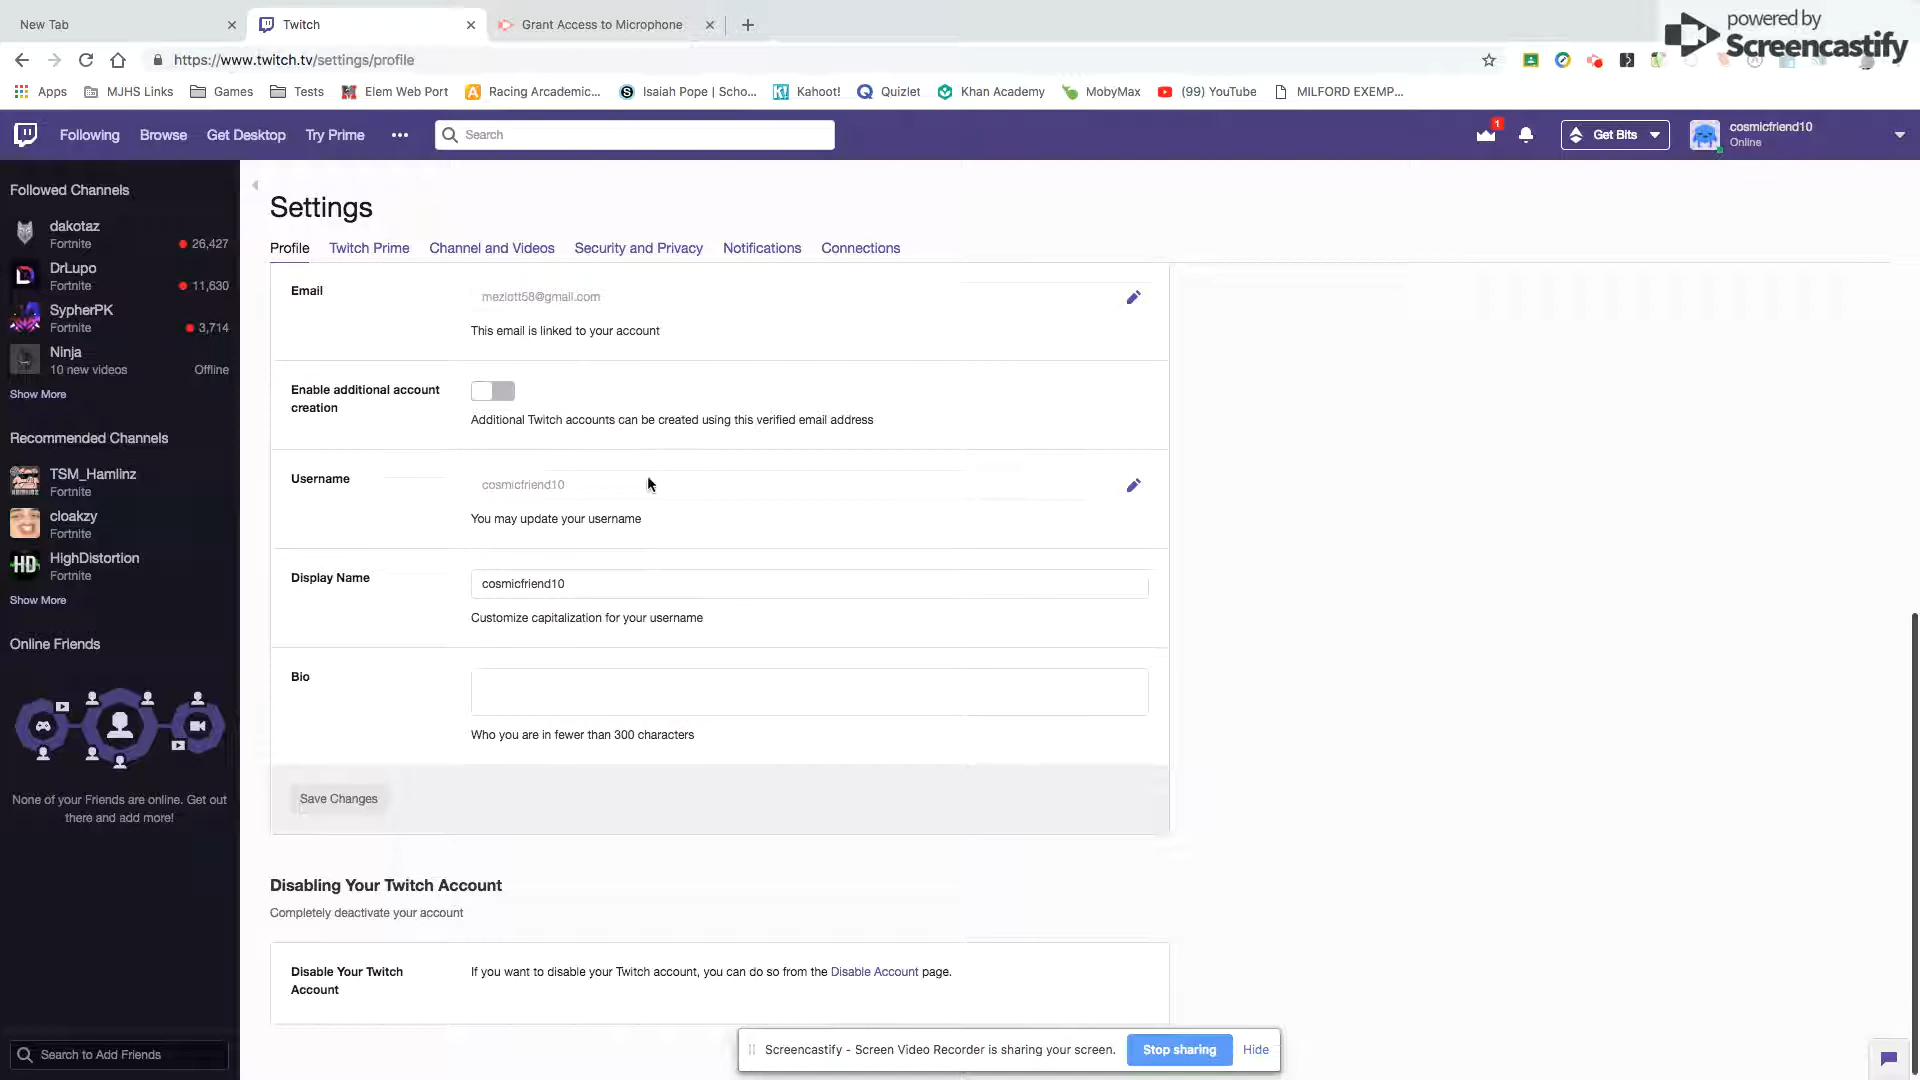 New Tab
Twitch
Grant Access to Microphone
powered by
Screencastify
https://www.twitch.tv/settings/profile
Apps
MJHS Links
Games
Tests
Elem Web Port
Racing Arcademic...
Isaiah Pope | Scho...
Kahoot!
Quizlet
Khan Academy
MobyMax
(99) YouTube
MILFORD EXEMP...
Following
Browse
Get Desktop
Try Prime
Search
1
Get Bits
cosmicfriend10
Online
Followed Channels
dakotaz
Fortnite
26,427
DrLupo
Fortnite
11,630
SypherPK
Fortnite
3,714
Ninja
10 new videos
Offline
Show More
Recommended Channels
TSM_Hamlinz
Fortnite
cloakzy
Fortnite
HighDistortion
Fortnite
Show More
Online Friends
None of your Friends are online. Get out
there and add more!
Search to Add Friends
Settings
Profile
Twitch Prime
Channel and Videos
Security and Privacy
Notifications
Connections
Email
meziott58@gmail.com
This email is linked to your account
Enable additional account
creation
Additional Twitch accounts can be created using this verified email address
Username
cosmicfriend10
You may update your username
Display Name
cosmicfriend10
Customize capitalization for your username
Bio
Who you are in fewer than 300 characters
Save Changes
Disabling Your Twitch Account
Completely deactivate your account
Disable Your Twitch
Account
If you want to disable your Twitch account, you can do so from the Disable Account page.
Screencastify - Screen Video Recorder is sharing your screen.
Stop sharing
Hide